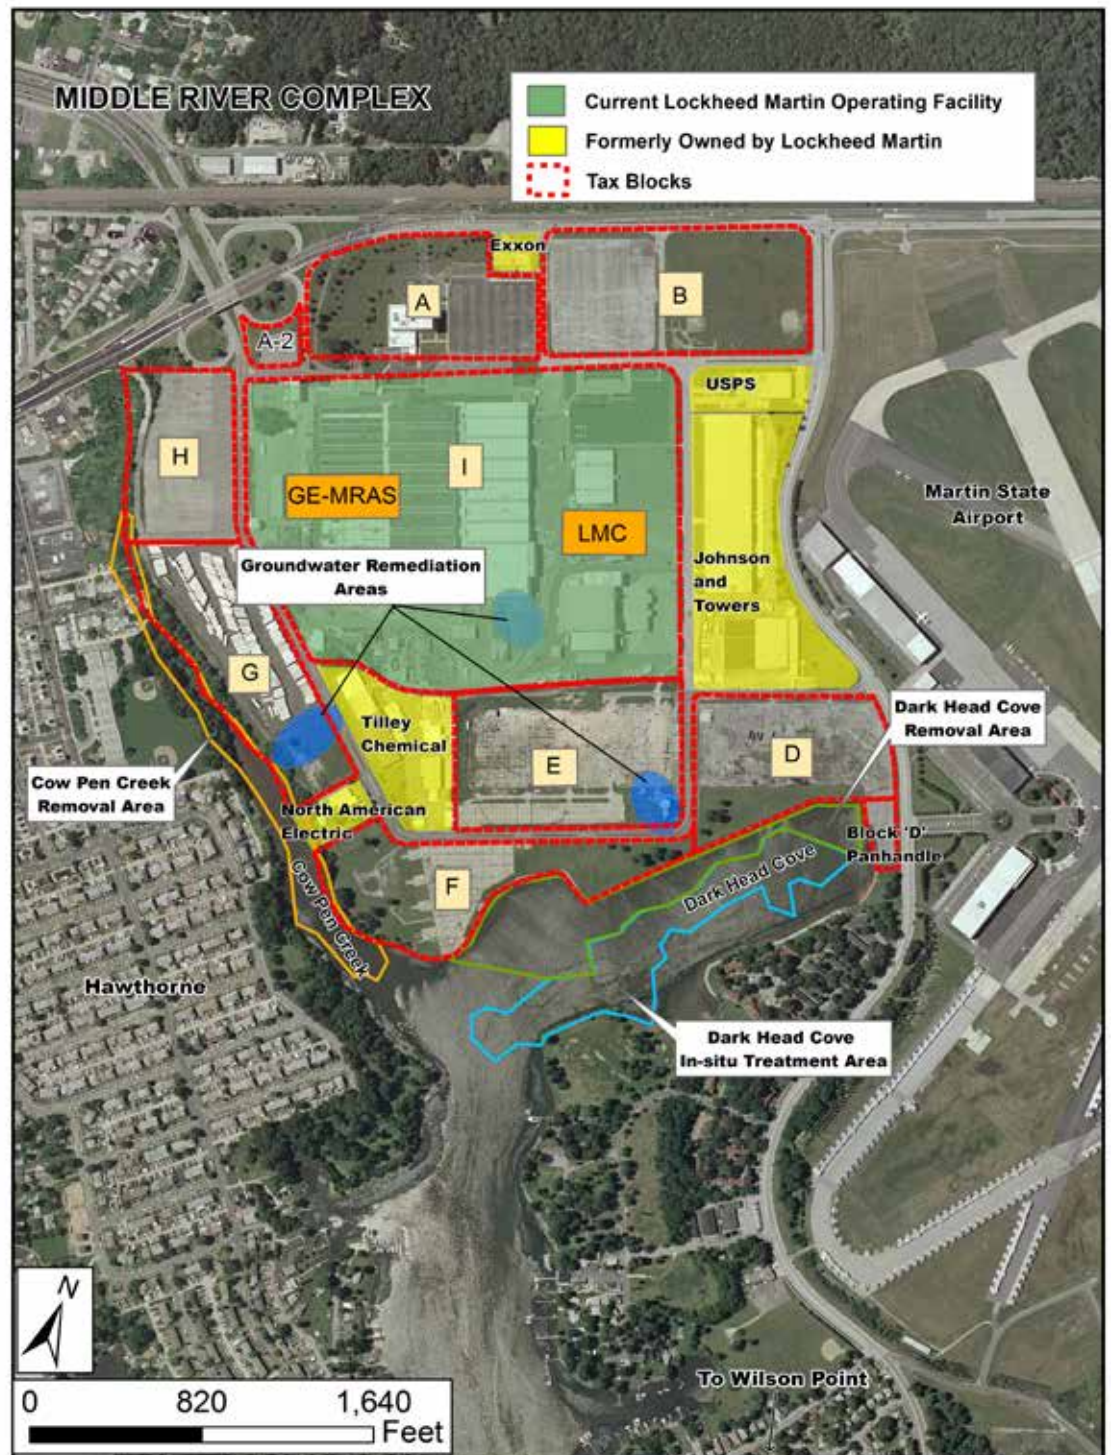 MIDDLE RIVER COMPLEX
Current Lockheed Martin Operating Facility
Formerly Owned by Lockheed Martin
Tax Blocks
Exxon
A
B
A-2
USPS
H
I
GE-MRAS
LMC
Martin State
Airport
Groundwater Remediation
Areas
Johnson
and
Towers
G
Tilley
Chemical
E
D
Dark Head Cove
Removal Area
Cow Pen Creek
Removal Area
North American
Electric
Block 'D'
Panhandle
F
Dark Head Cove
Cow Pen Creek
Hawthorne
Dark Head Cove
In-situ Treatment Area
N
To Wilson Point
0 820 1,640
Feet